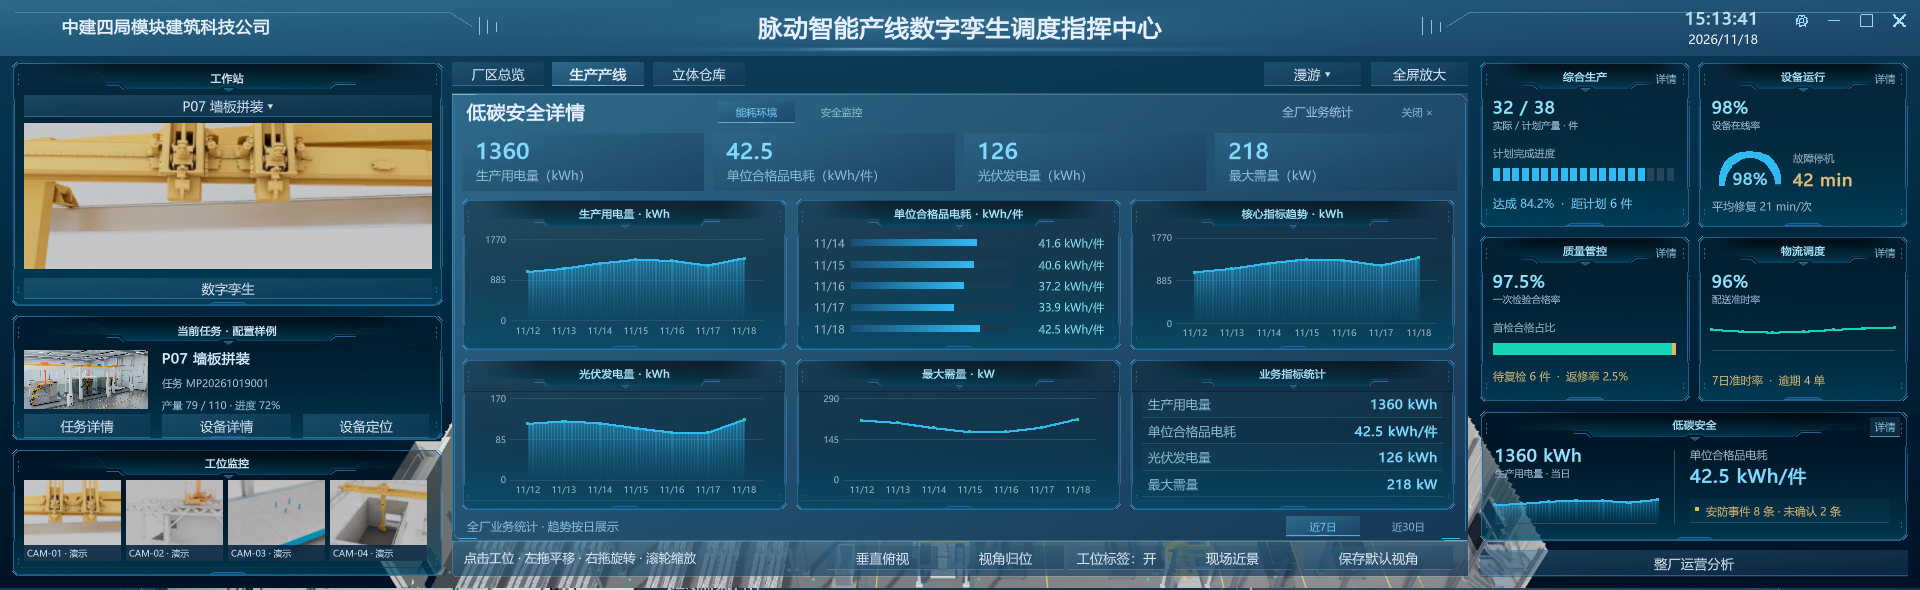 中建四局模块建筑科技公司
脉动智能产线数字孪生调度指挥中心
15:13:41
2026/11/18
工作站
P07 墙板拼装 ▾
数字孪生
当前任务 · 配置样例
P07 墙板拼装
任务 MP20261019001
产量 79 / 110 · 进度 72%
任务详情
设备详情
设备定位
工位监控
CAM-01 · 演示
CAM-02 · 演示
CAM-03 · 演示
CAM-04 · 演示
厂区总览
生产产线
立体仓库
漫游 ▾
全屏放大
低碳安全详情
能耗环境
安全监控
全厂业务统计
关闭 ×
1360
生产用电量（kWh）
42.5
单位合格品电耗（kWh/件）
126
光伏发电量（kWh）
218
最大需量（kW）
生产用电量 · kWh
1770
885
0
11/12 11/13 11/14 11/15 11/16 11/17 11/18
单位合格品电耗 · kWh/件
11/14 41.6 kWh/件
11/15 40.6 kWh/件
11/16 37.2 kWh/件
11/17 33.9 kWh/件
11/18 42.5 kWh/件
核心指标趋势 · kWh
1770
885
0
11/12 11/13 11/14 11/15 11/16 11/17 11/18
光伏发电量 · kWh
170
85
0
11/12 11/13 11/14 11/15 11/16 11/17 11/18
最大需量 · kW
290
145
0
11/12 11/13 11/14 11/15 11/16 11/17 11/18
业务指标统计
生产用电量 1360 kWh
单位合格品电耗 42.5 kWh/件
光伏发电量 126 kWh
最大需量 218 kW
全厂业务统计 · 趋势按日展示
近7日
近30日
点击工位 · 左拖平移 · 右拖旋转 · 滚轮缩放
垂直俯视
视角归位
工位标签：开
现场近景
保存默认视角
综合生产
详情
32 / 38
实际 / 计划产量 · 件
计划完成进度
达成 84.2% · 距计划 6 件
设备运行
详情
98%
设备在线率
98%
故障停机
42 min
平均修复 21 min/次
质量管控
详情
97.5%
一次检验合格率
首检合格占比
待复检 6 件 · 返修率 2.5%
物流调度
详情
96%
配送准时率
7日准时率 · 逾期 4 单
低碳安全
详情
1360 kWh
生产用电量 · 当日
单位合格品电耗
42.5 kWh/件
安防事件 8 条 · 未确认 2 条
整厂运营分析